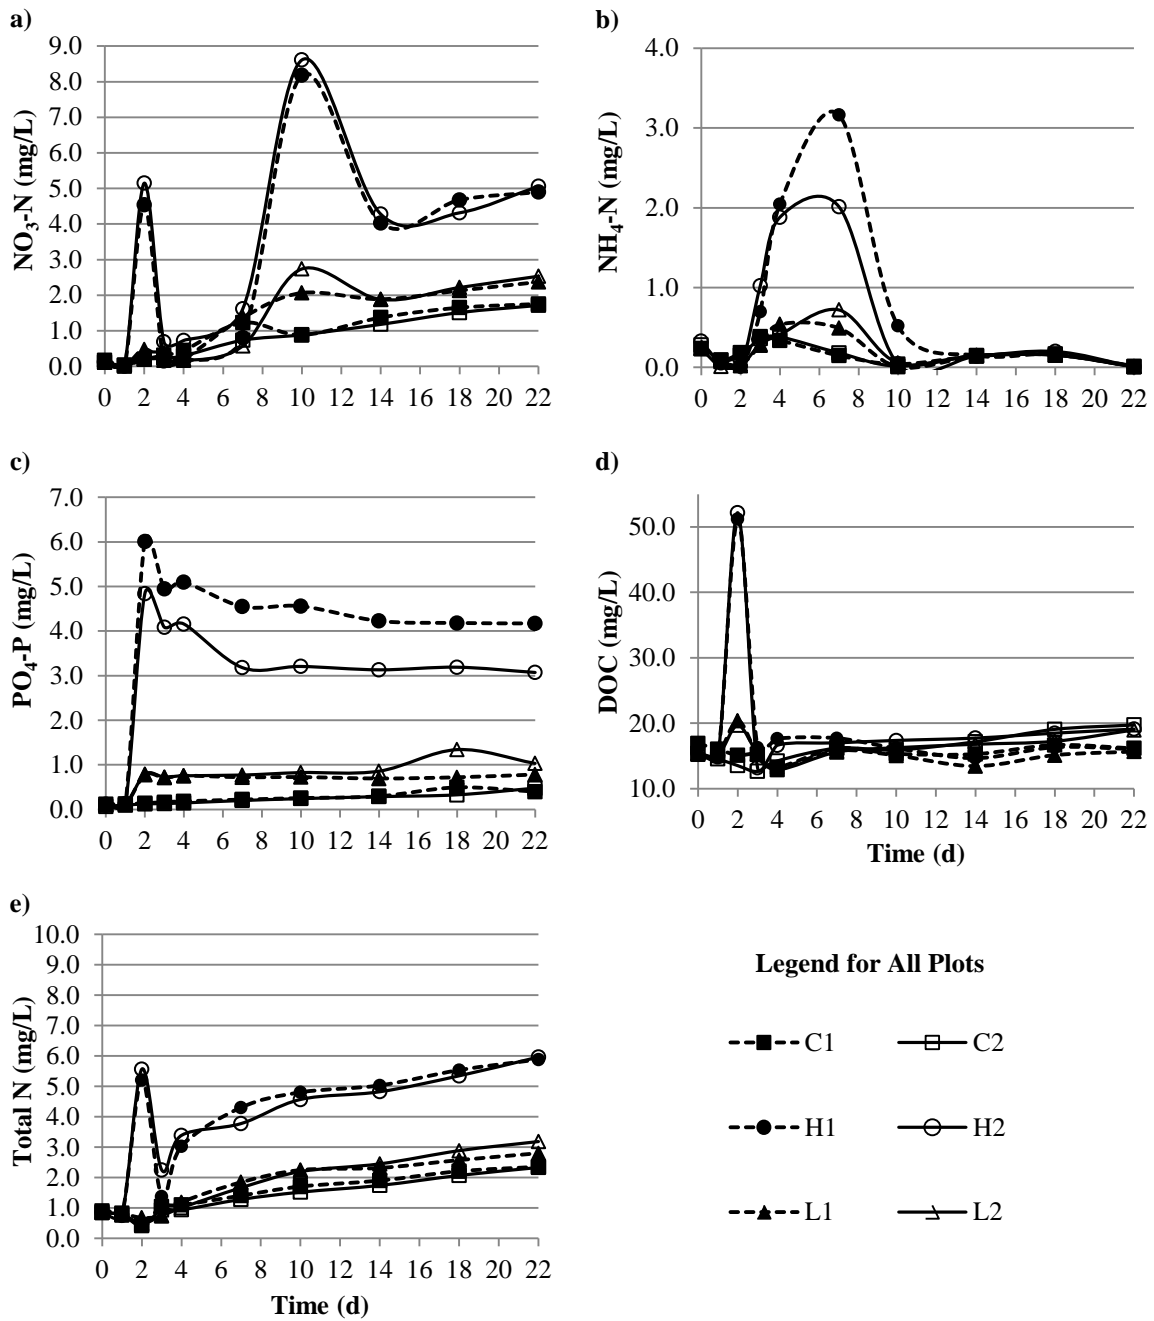 a)
NO3-N (mg/L)
9.0
8.0
7.0
6.0
5.0
4.0
3.0
2.0
1.0
0.0
0 2 4 6 8 10 12 14 16 18 20 22
b)
NH4-N (mg/L)
4.0
3.0
2.0
1.0
0.0
0 2 4 6 8 10 12 14 16 18 20 22
c)
PO4-P (mg/L)
7.0
6.0
5.0
4.0
3.0
2.0
1.0
0.0
0 2 4 6 8 10 12 14 16 18 20 22
d)
DOC (mg/L)
50.0
40.0
30.0
20.0
10.0
0 2 4 6 8 10 12 14 16 18 20 22
Time (d)
e)
Total N (mg/L)
10.0
9.0
8.0
7.0
6.0
5.0
4.0
3.0
2.0
1.0
0.0
0 2 4 6 8 10 12 14 16 18 20 22
Time (d)
Legend for All Plots
C1 C2
H1 H2
L1 L2